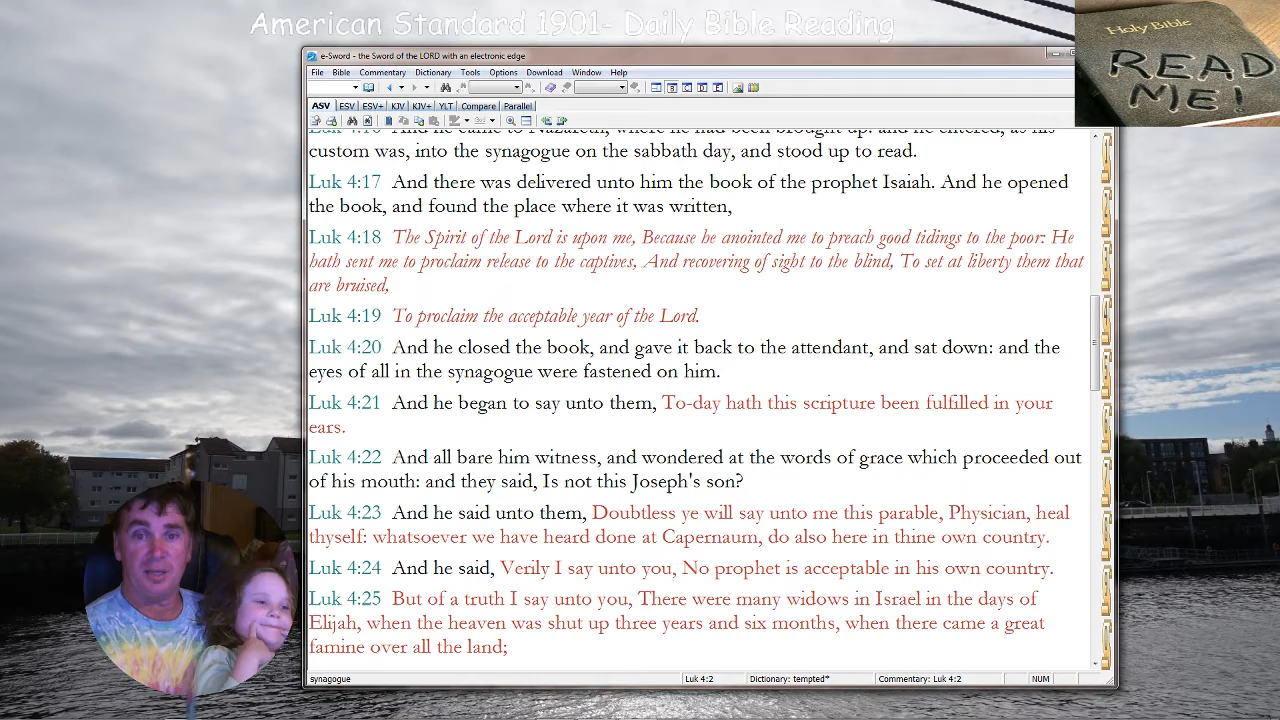 American Standard 1901- Daily Bible Reading
Holy Bible
READ
ME!
e-Sword - the Sword of the LORD with an electronic edge
File Bible Commentary Dictionary Tools Options Download Window Help
ASV ESV ESV+ KJV KJV+ YLT Compare Parallel
custom was, into the synagogue on the sabbath day, and stood up to read.
Luk 4:17 And there was delivered unto him the book of the prophet Isaiah. And he opened
the book, and found the place where it was written,
Luk 4:18 The Spirit of the Lord is upon me, Because he anointed me to preach good tidings to the poor: He
hath sent me to proclaim release to the captives, And recovering of sight to the blind, To set at liberty them that
are bruised,
Luk 4:19 To proclaim the acceptable year of the Lord.
Luk 4:20 And he closed the book, and gave it back to the attendant, and sat down: and the
eyes of all in the synagogue were fastened on him.
Luk 4:21 And he began to say unto them, To-day hath this scripture been fulfilled in your
ears.
Luk 4:22 And all bare him witness, and wondered at the words of grace which proceeded out
of his mouth: and they said, Is not this Joseph's son?
Luk 4:23 And he said unto them, Doubtless ye will say unto me this parable, Physician, heal
thyself: whatsoever we have heard done at Capernaum, do also here in thine own country.
Luk 4:24 And he said, Verily I say unto you, No prophet is acceptable in his own country.
Luk 4:25 But of a truth I say unto you, There were many widows in Israel in the days of
Elijah, when the heaven was shut up three years and six months, when there came a great
famine over all the land;
synagogue Luk 4:2 Dictionary: tempted* Commentary: Luk 4:2 NUM